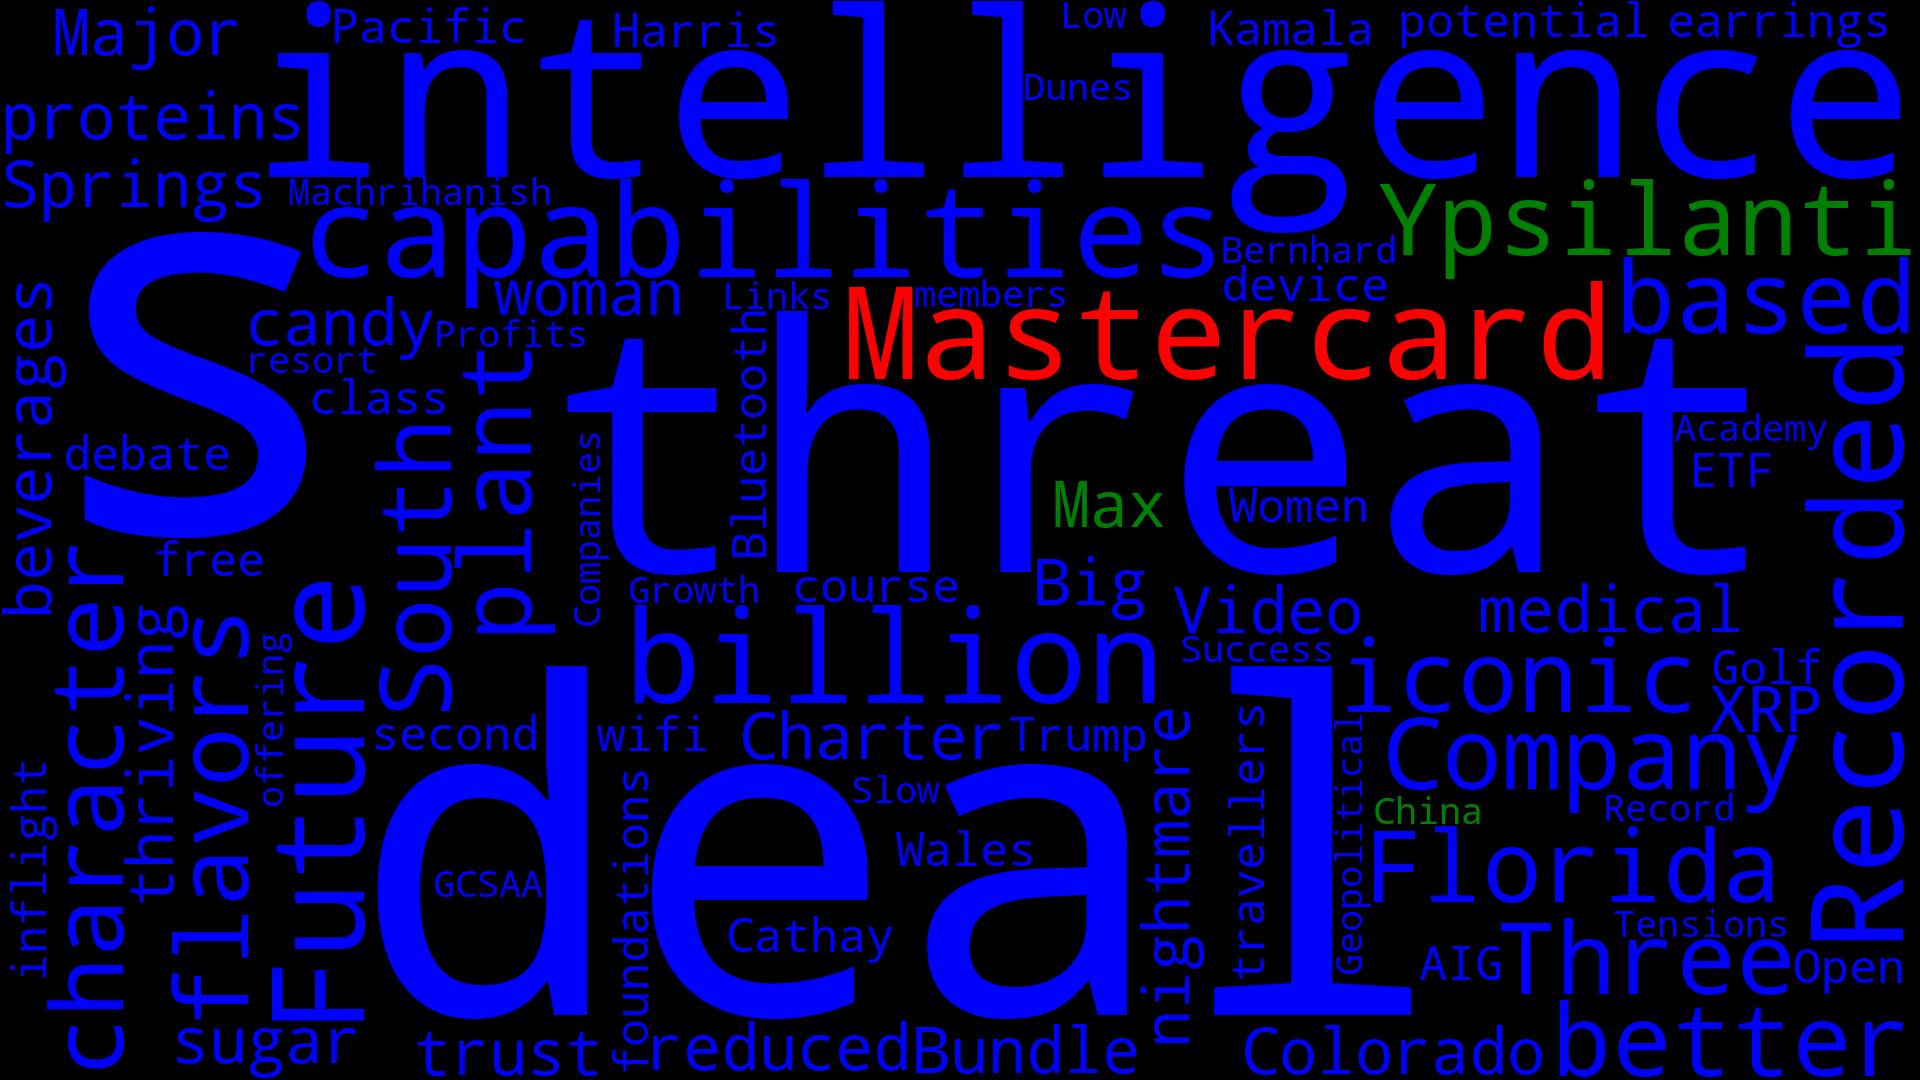 Major
Pacific
Harris
Low
Kamala
potential
earrings
intelligence
Dunes
proteins
Springs
Machrihanish
capabilities
Ypsilanti
Bernhard
device
based
S
woman
Links
members
Mastercard
candy
Profits
resort
class
beverages
debate
South
plant
Companies
Bluetooth
threat
Max
Women
Academy
ETF
Recorded
free
Growth
course
Big
Video
medical
character
thriving
flavors
offering
Future
billion
Success
iconic
Golf
XRP
second
wifi
Charter
Trump
deal
Slow
Company
inflight
foundations
GCSAA
Wales
Cathay
nightmare
travellers
Geopolitical
China
Record
Florida
Tensions
AIG
Three
Open
sugar
trust
reduced
Bundle
Colorado
better